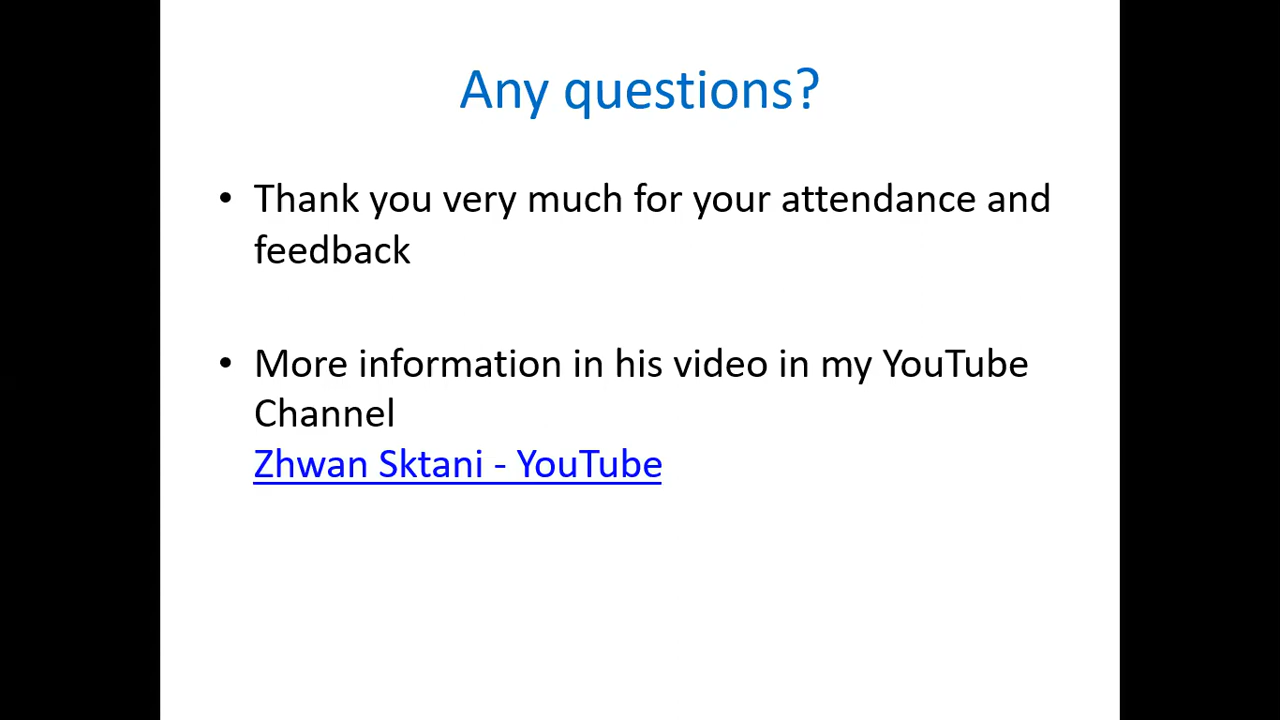 Any questions?
• Thank you very much for your attendance and
feedback
• More information in his video in my YouTube
Channel
Zhwan Sktani - YouTube